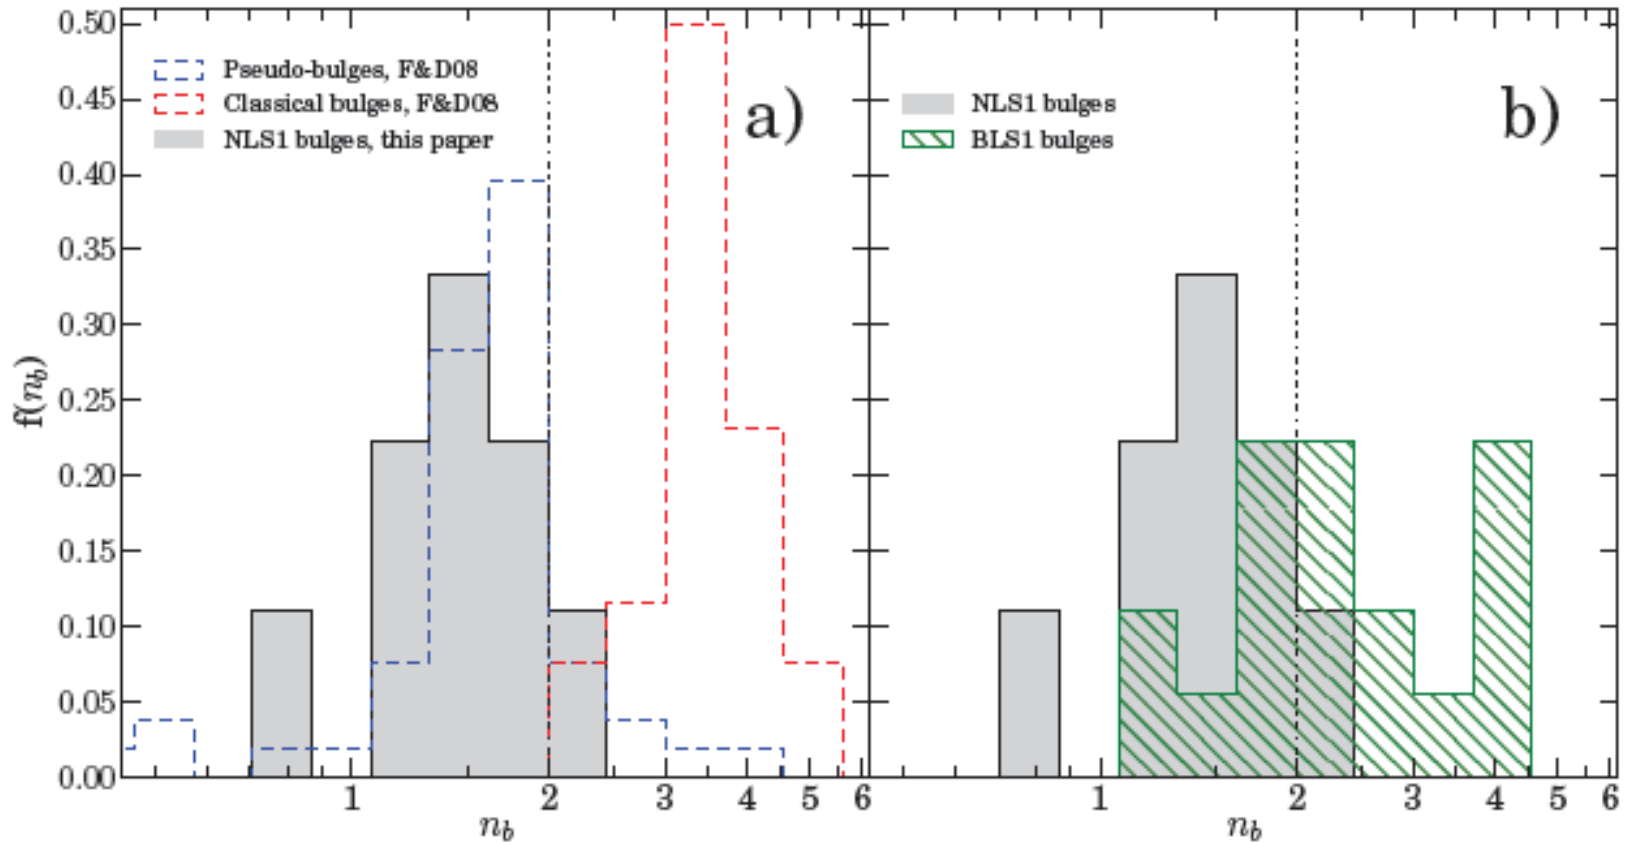 0.50
0.45
0.40
0.35
0.30
0.25
0.20
0.15
0.10
0.05
0.00
f(n_b)
Pseudo-bulges, F&D08
Classical bulges, F&D08
NLS1 bulges, this paper
a)
1 2 3 4 5 6
n_b
NLS1 bulges
BLS1 bulges
b)
1 2 3 4 5 6
n_b